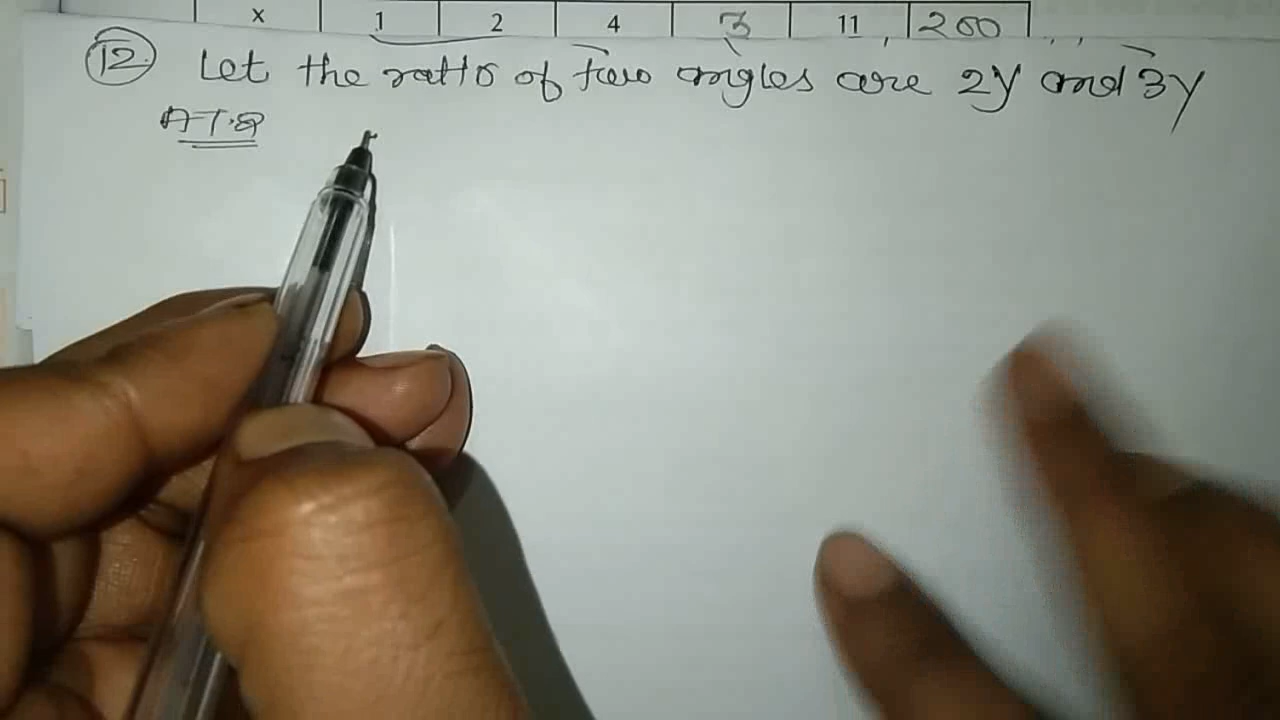 x 1 2 4 3 11, 200
12. Let the ratio of two angles are 2y and 3y
A.T.Q